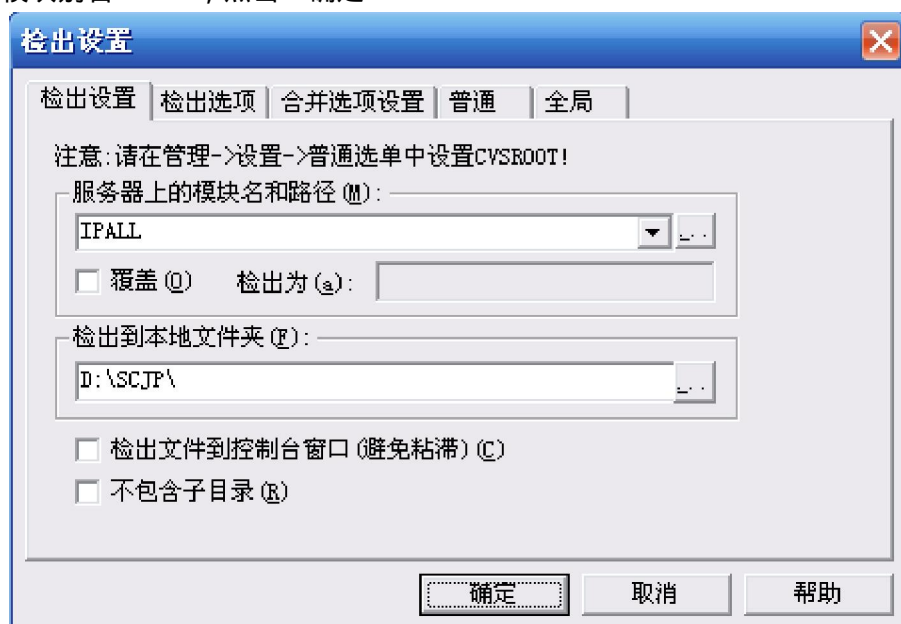 检出设置
检出设置 检出选项 合并选项设置 普通 全局
注意:请在管理->设置->普通选单中设置CVSROOT!
服务器上的模块名和路径(M):
IPALL
...
覆盖(O) 检出为(a):
检出到本地文件夹(F):
D:\SCJP\
...
检出文件到控制台窗口(避免粘滞)(C)
不包含子目录(R)
确定 取消 帮助